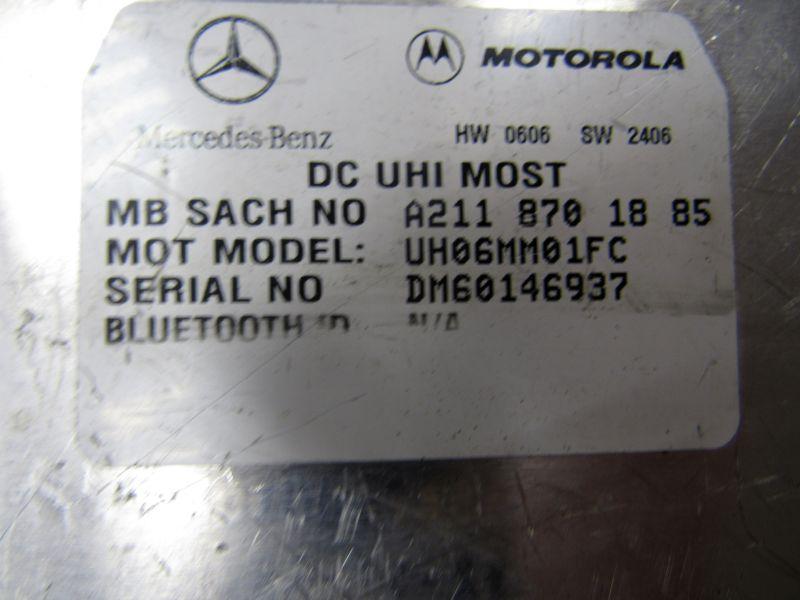 MOTOROLA
Mercedes-Benz
HW 0606 SW 2406
DC UHI MOST
MB SACH NO A211 870 18 85
MOT MODEL: UH06MM01FC
SERIAL NO DM60146937
BLUETOOTH ID N/A